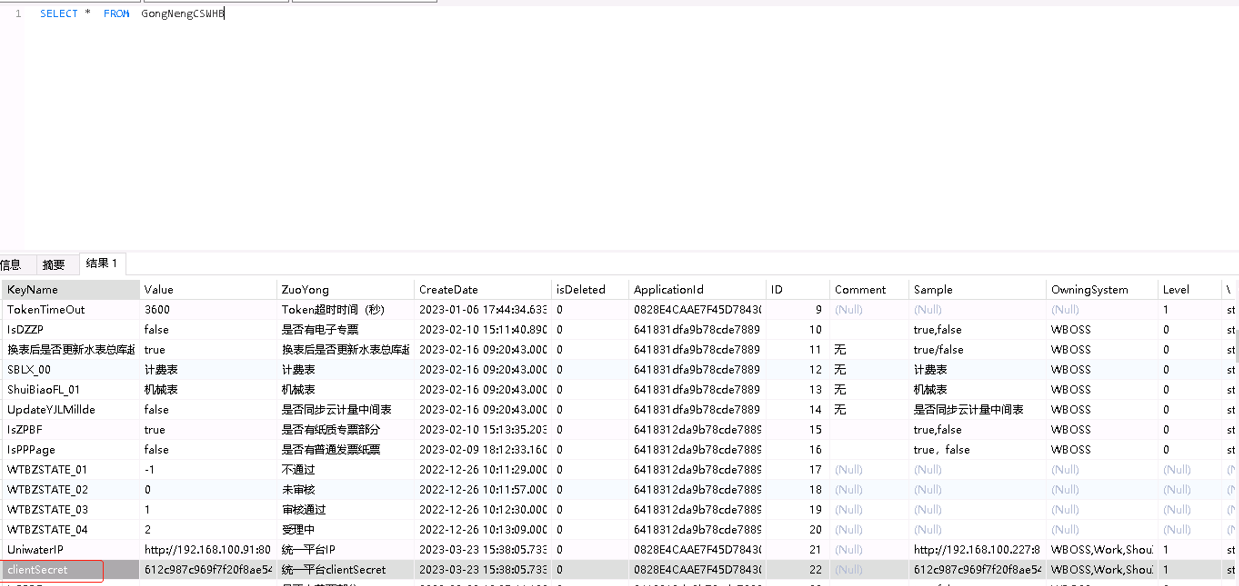 1 SELECT * FROM GongNengCSWHB
信息 摘要 结果 1
KeyName Value ZuoYong CreateDate isDeleted ApplicationId ID Comment Sample OwningSystem Level
TokenTimeOut 3600 Token超时时间（秒） 2023-01-06 17:44:34.633 0 0828E4CAAE7F45D78430 9 (Null) (Null) (Null) 1 st
IsDZZP false 是否有电子专票 2023-02-10 15:11:40.890 0 641831dfa9b78cde7889 10 true,false WBOSS 0 st
换表后是否更新水表总库起 true 换表后是否更新水表总库起 2023-02-16 09:20:43.000 0 641831dfa9b78cde7889 11 无 true/false WBOSS 0 st
SBLX_00 计费表 计费表 2023-02-16 09:20:43.000 0 641831dfa9b78cde7889 12 无 计费表 WBOSS 0 st
ShuiBiaoFL_01 机械表 机械表 2023-02-16 09:20:43.000 0 641831dfa9b78cde7889 13 无 机械表 WBOSS 0 st
UpdateYJLMillde false 是否同步云计量中间表 2023-02-16 09:20:43.000 0 641831dfa9b78cde7889 14 无 是否同步云计量中间表 WBOSS 0 st
IsZPBF true 是否有纸质专票部分 2023-02-10 15:13:35.203 0 6418312da9b78cde7889 15 true,false WBOSS 0 st
IsPPPage false 是否有普通发票纸票 2023-02-09 18:12:33.160 0 6418312da9b78cde7889 16 true，false WBOSS 0 st
WTBZSTATE_01 -1 不通过 2022-12-26 10:11:29.000 0 6418312da9b78cde7889 17 (Null) (Null) (Null) (Null)
WTBZSTATE_02 0 未审核 2022-12-26 10:11:57.000 0 6418312da9b78cde7889 18 (Null) (Null) (Null) (Null)
WTBZSTATE_03 1 审核通过 2022-12-26 10:12:30.000 0 6418312da9b78cde7889 19 (Null) (Null) (Null) (Null)
WTBZSTATE_04 2 受理中 2022-12-26 10:13:09.000 0 6418312da9b78cde7889 20 (Null) (Null) (Null) (Null)
UniwaterIP http://192.168.100.91:80 统一平台IP 2023-03-23 15:38:05.733 0 0828E4CAAE7F45D78430 21 (Null) http://192.168.100.227:8 WBOSS,Work,Shou 1 st
clientSecret 612c987c969f7f20f8ae54 统一平台clientSecret 2023-03-23 15:38:05.733 0 0828E4CAAE7F45D78430 22 (Null) 612c987c969f7f20f8ae54 WBOSS,Work,Shou 1 st